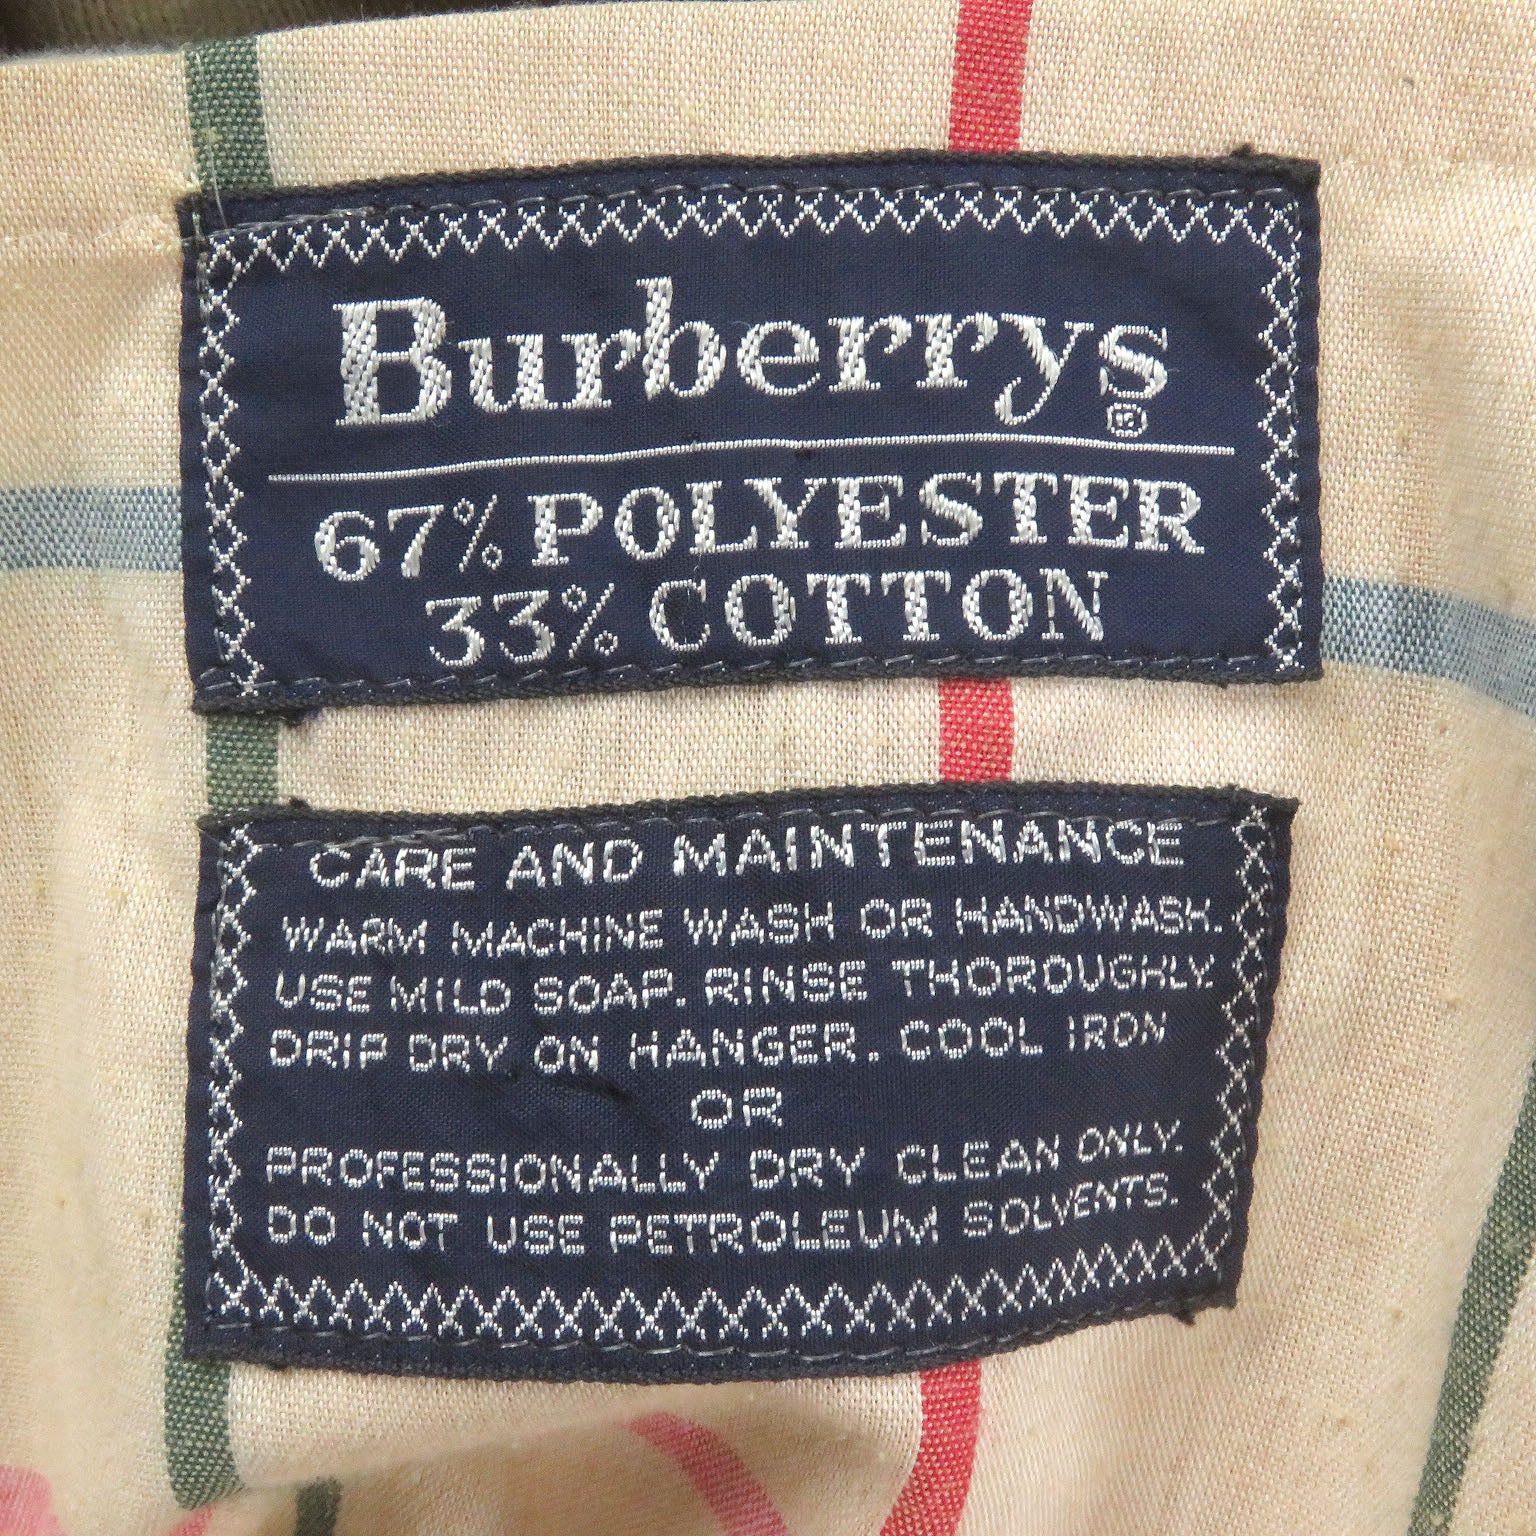 Burberrys®
67% POLYESTER
33% COTTON
CARE AND MAINTENANCE
WARM MACHINE WASH OR HANDWASH.
USE MILD SOAP. RINSE THOROUGHLY.
DRIP DRY ON HANGER. COOL IRON
OR
PROFESSIONALLY DRY CLEAN ONLY.
DO NOT USE PETROLEUM SOLVENTS.